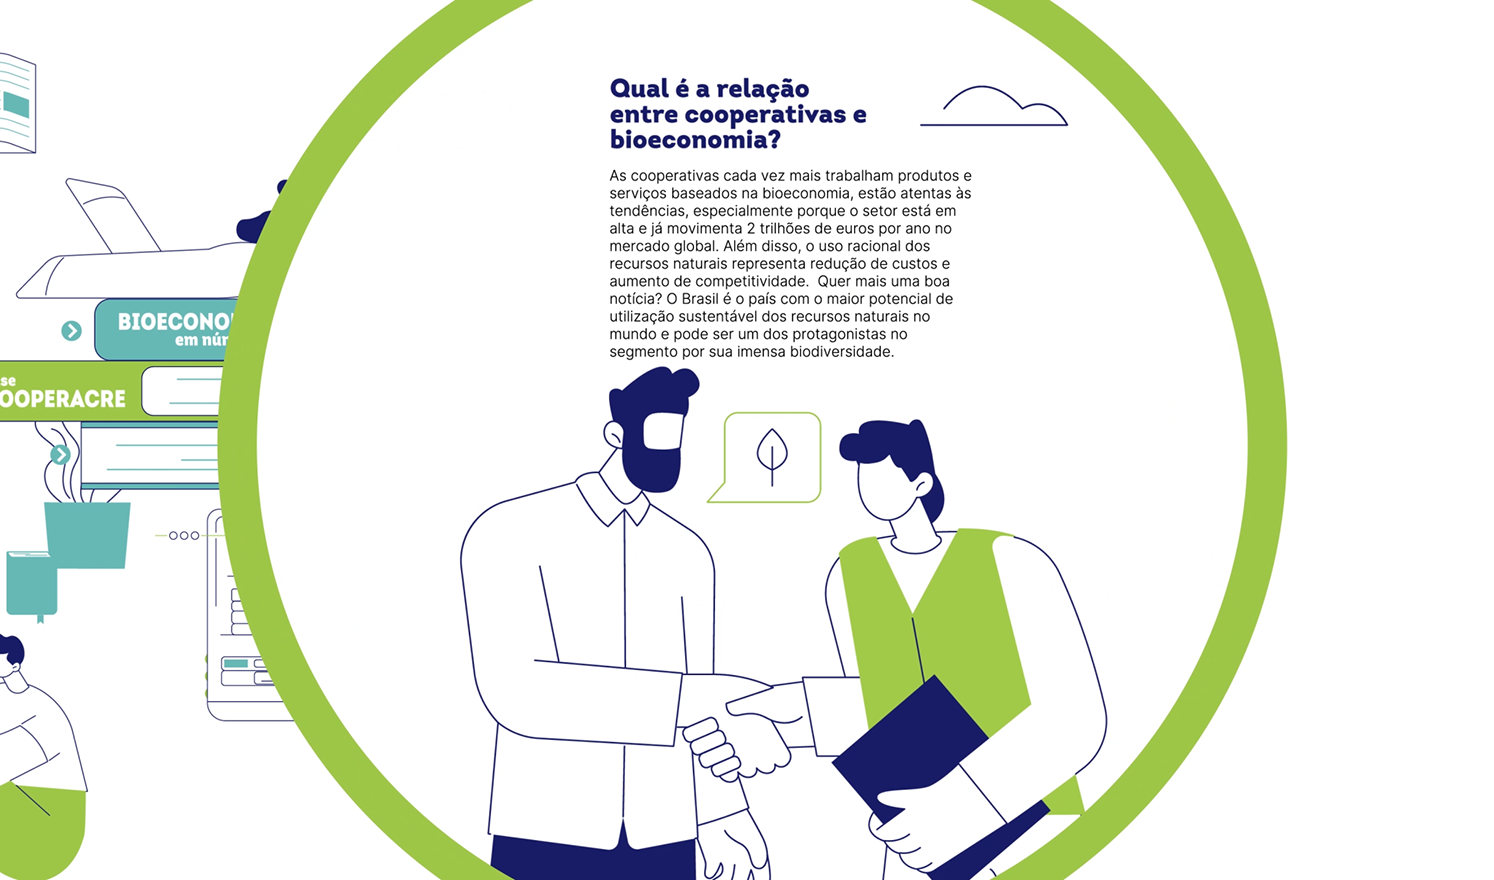 Qual é a relação
entre cooperativas e
bioeconomia?
As cooperativas cada vez mais trabalham produtos e
serviços baseados na bioeconomia, estão atentas às
tendências, especialmente porque o setor está em
alta e já movimenta 2 trilhões de euros por ano no
mercado global. Além disso, o uso racional dos
recursos naturais representa redução de custos e
aumento de competitividade.  Quer mais uma boa
notícia? O Brasil é o país com o maior potencial de
utilização sustentável dos recursos naturais no
mundo e pode ser um dos protagonistas no
segmento por sua imensa biodiversidade.
BIOECONO
em núr
se
OOPERACRE